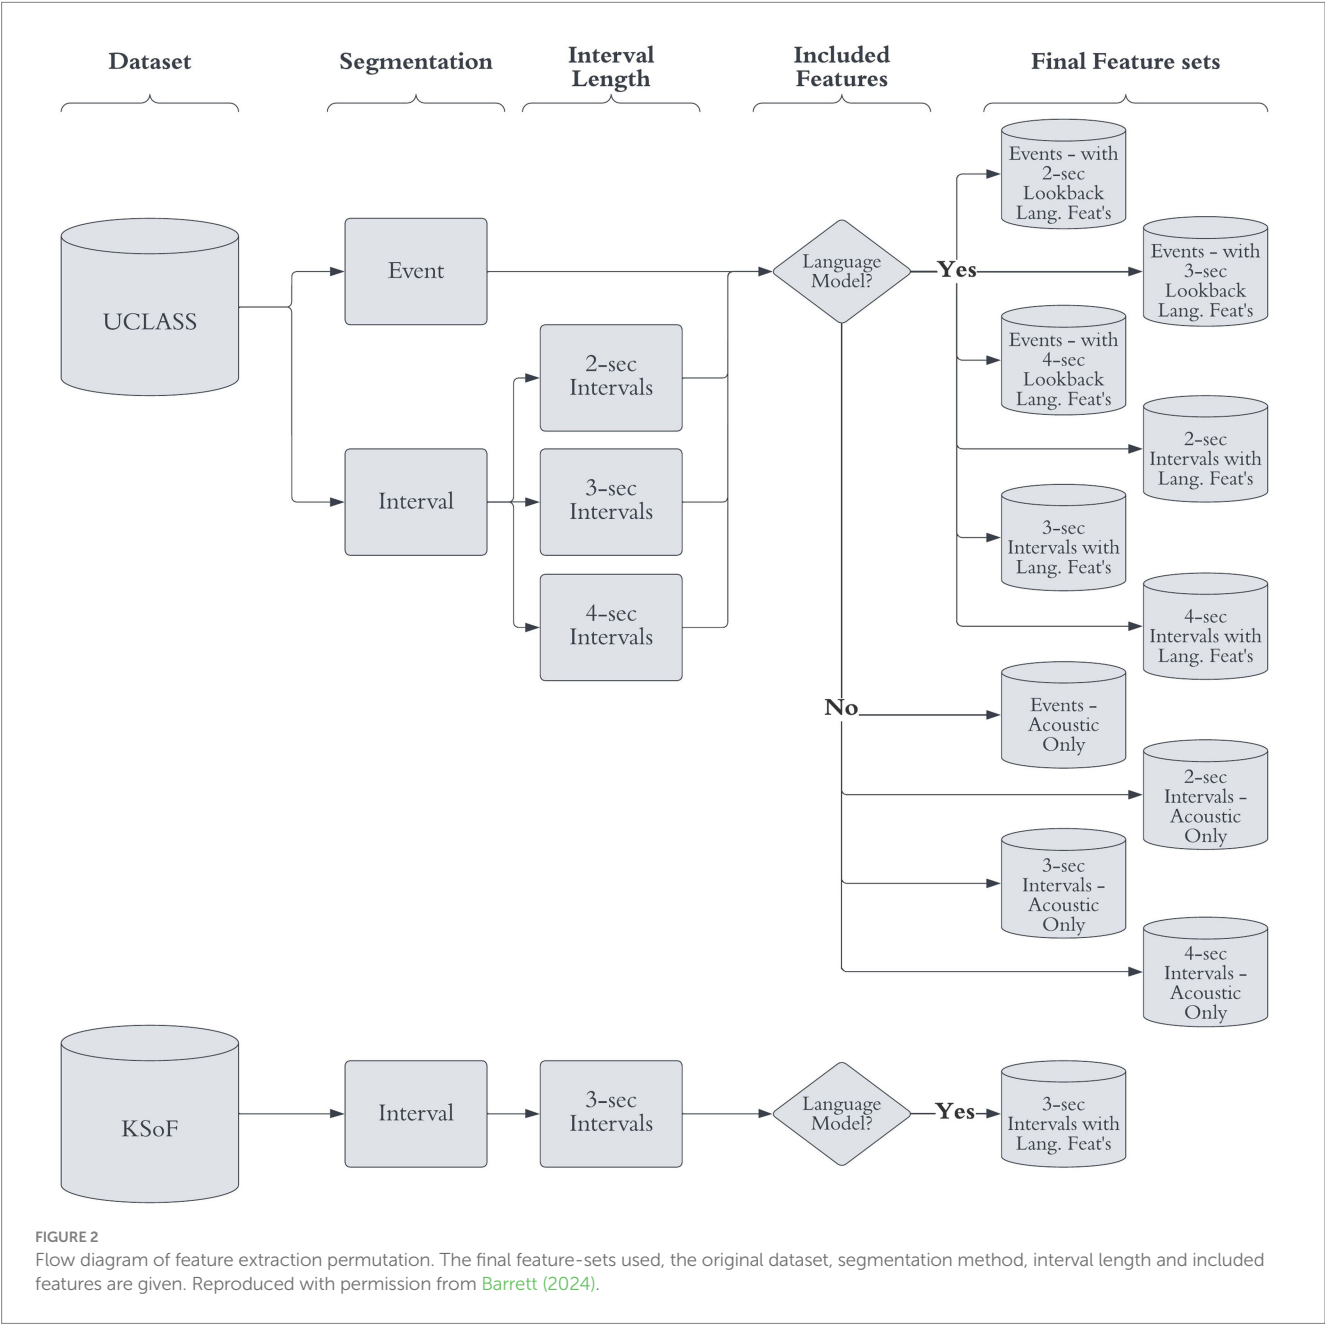 Dataset
Segmentation
Interval
Length
Included
Features
Final Feature sets
UCLASS
Event
Interval
2-sec
Intervals
3-sec
Intervals
4-sec
Intervals
Language
Model?
Yes
No
Events - with
2-sec
Lookback
Lang. Feat's
Events - with
3-sec
Lookback
Lang. Feat's
Events - with
4-sec
Lookback
Lang. Feat's
2-sec
Intervals with
Lang. Feat's
3-sec
Intervals with
Lang. Feat's
4-sec
Intervals with
Lang. Feat's
Events -
Acoustic
Only
2-sec
Intervals -
Acoustic
Only
3-sec
Intervals -
Acoustic
Only
4-sec
Intervals -
Acoustic
Only
KSoF
Interval
3-sec
Intervals
Language
Model?
Yes
3-sec
Intervals with
Lang. Feat's
FIGURE 2
Flow diagram of feature extraction permutation. The final feature-sets used, the original dataset, segmentation method, interval length and included
features are given. Reproduced with permission from Barrett (2024).